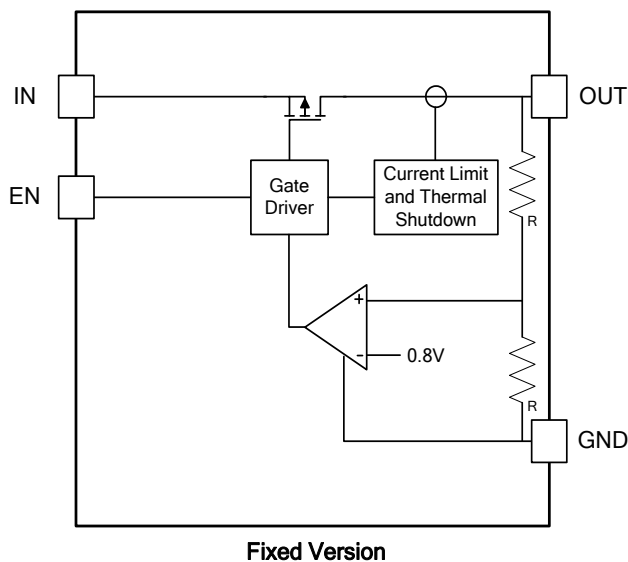 IN
OUT
EN
Gate
Driver
Current Limit
and Thermal
Shutdown
R
+
-
0.8V
R
GND
Fixed Version